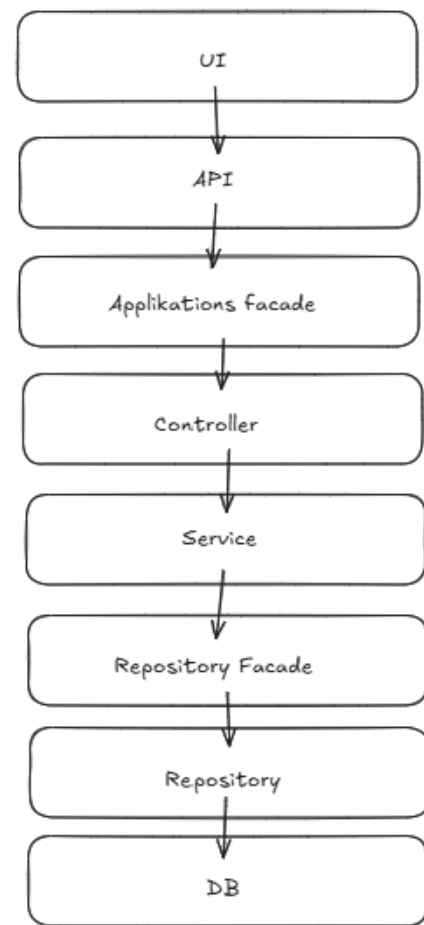 UI
API
Applikations facade
Controller
Service
Repository Facade
Repository
DB